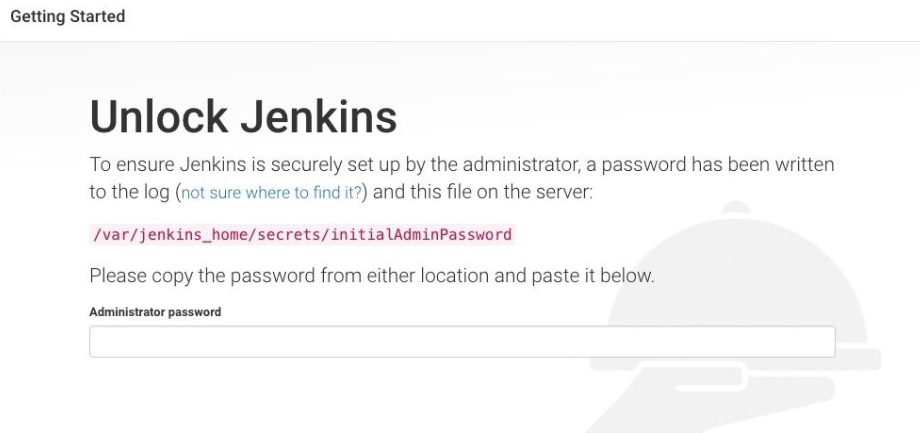 Getting Started
Unlock Jenkins
To ensure Jenkins is securely set up by the administrator, a password has been written
to the log (not sure where to find it?) and this file on the server:
/var/jenkins_home/secrets/initialAdminPassword
Please copy the password from either location and paste it below.
Administrator password